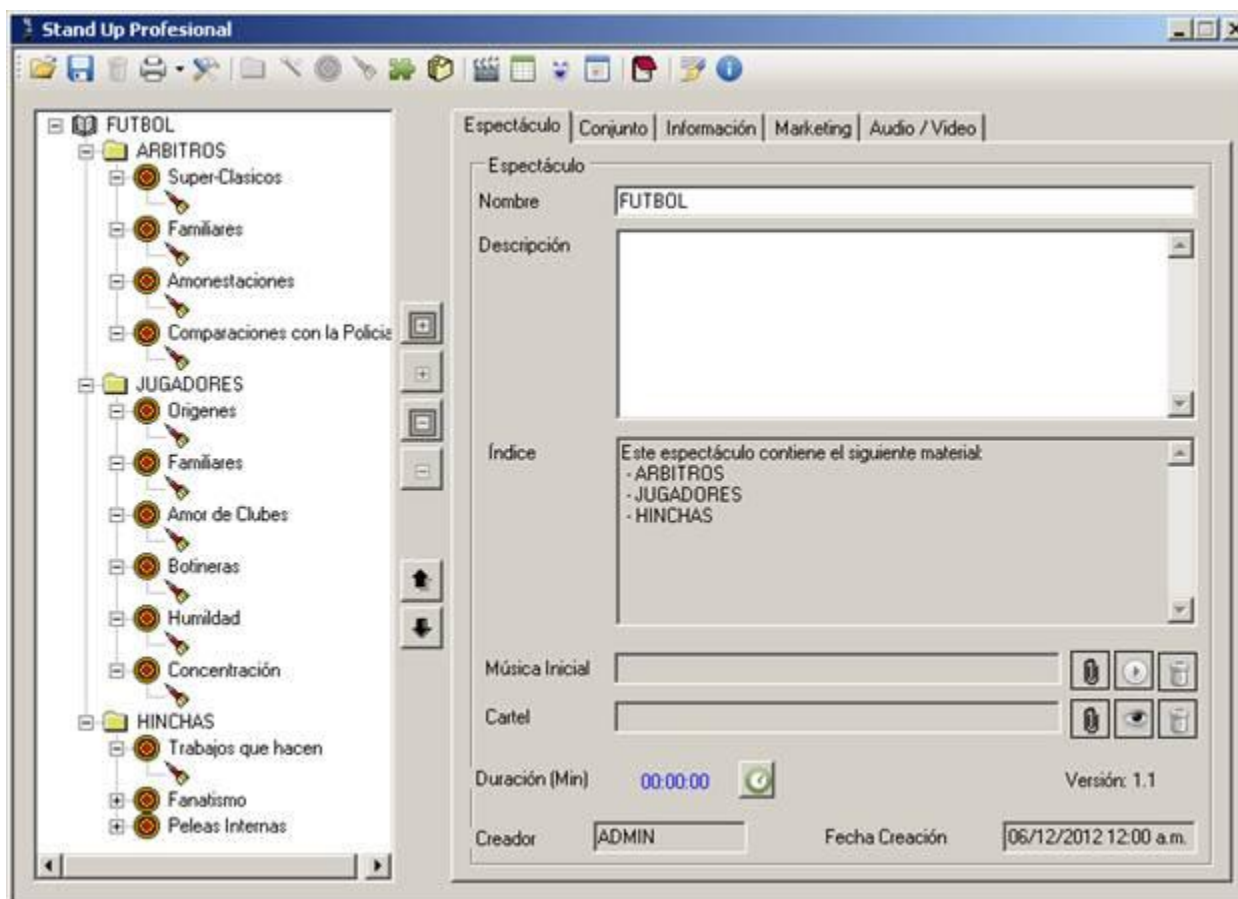 Stand Up Profesional
FUTBOL
ARBITROS
Super-Clasicos
Familiares
Amonestaciones
Comparaciones con la Policia
JUGADORES
Origenes
Familiares
Amor de Clubes
Botineras
Humildad
Concentración
HINCHAS
Trabajos que hacen
Fanatismo
Peleas Internas
Espectáculo
Conjunto
Información
Marketing
Audio / Video
Espectáculo
Nombre
FUTBOL
Descripción
Índice
Este espectáculo contiene el siguiente material:
- ARBITROS
- JUGADORES
- HINCHAS
Música Inicial
Cartel
Duración (Min)
00:00:00
Versión: 1.1
Creador
ADMIN
Fecha Creación
06/12/2012 12:00 a.m.